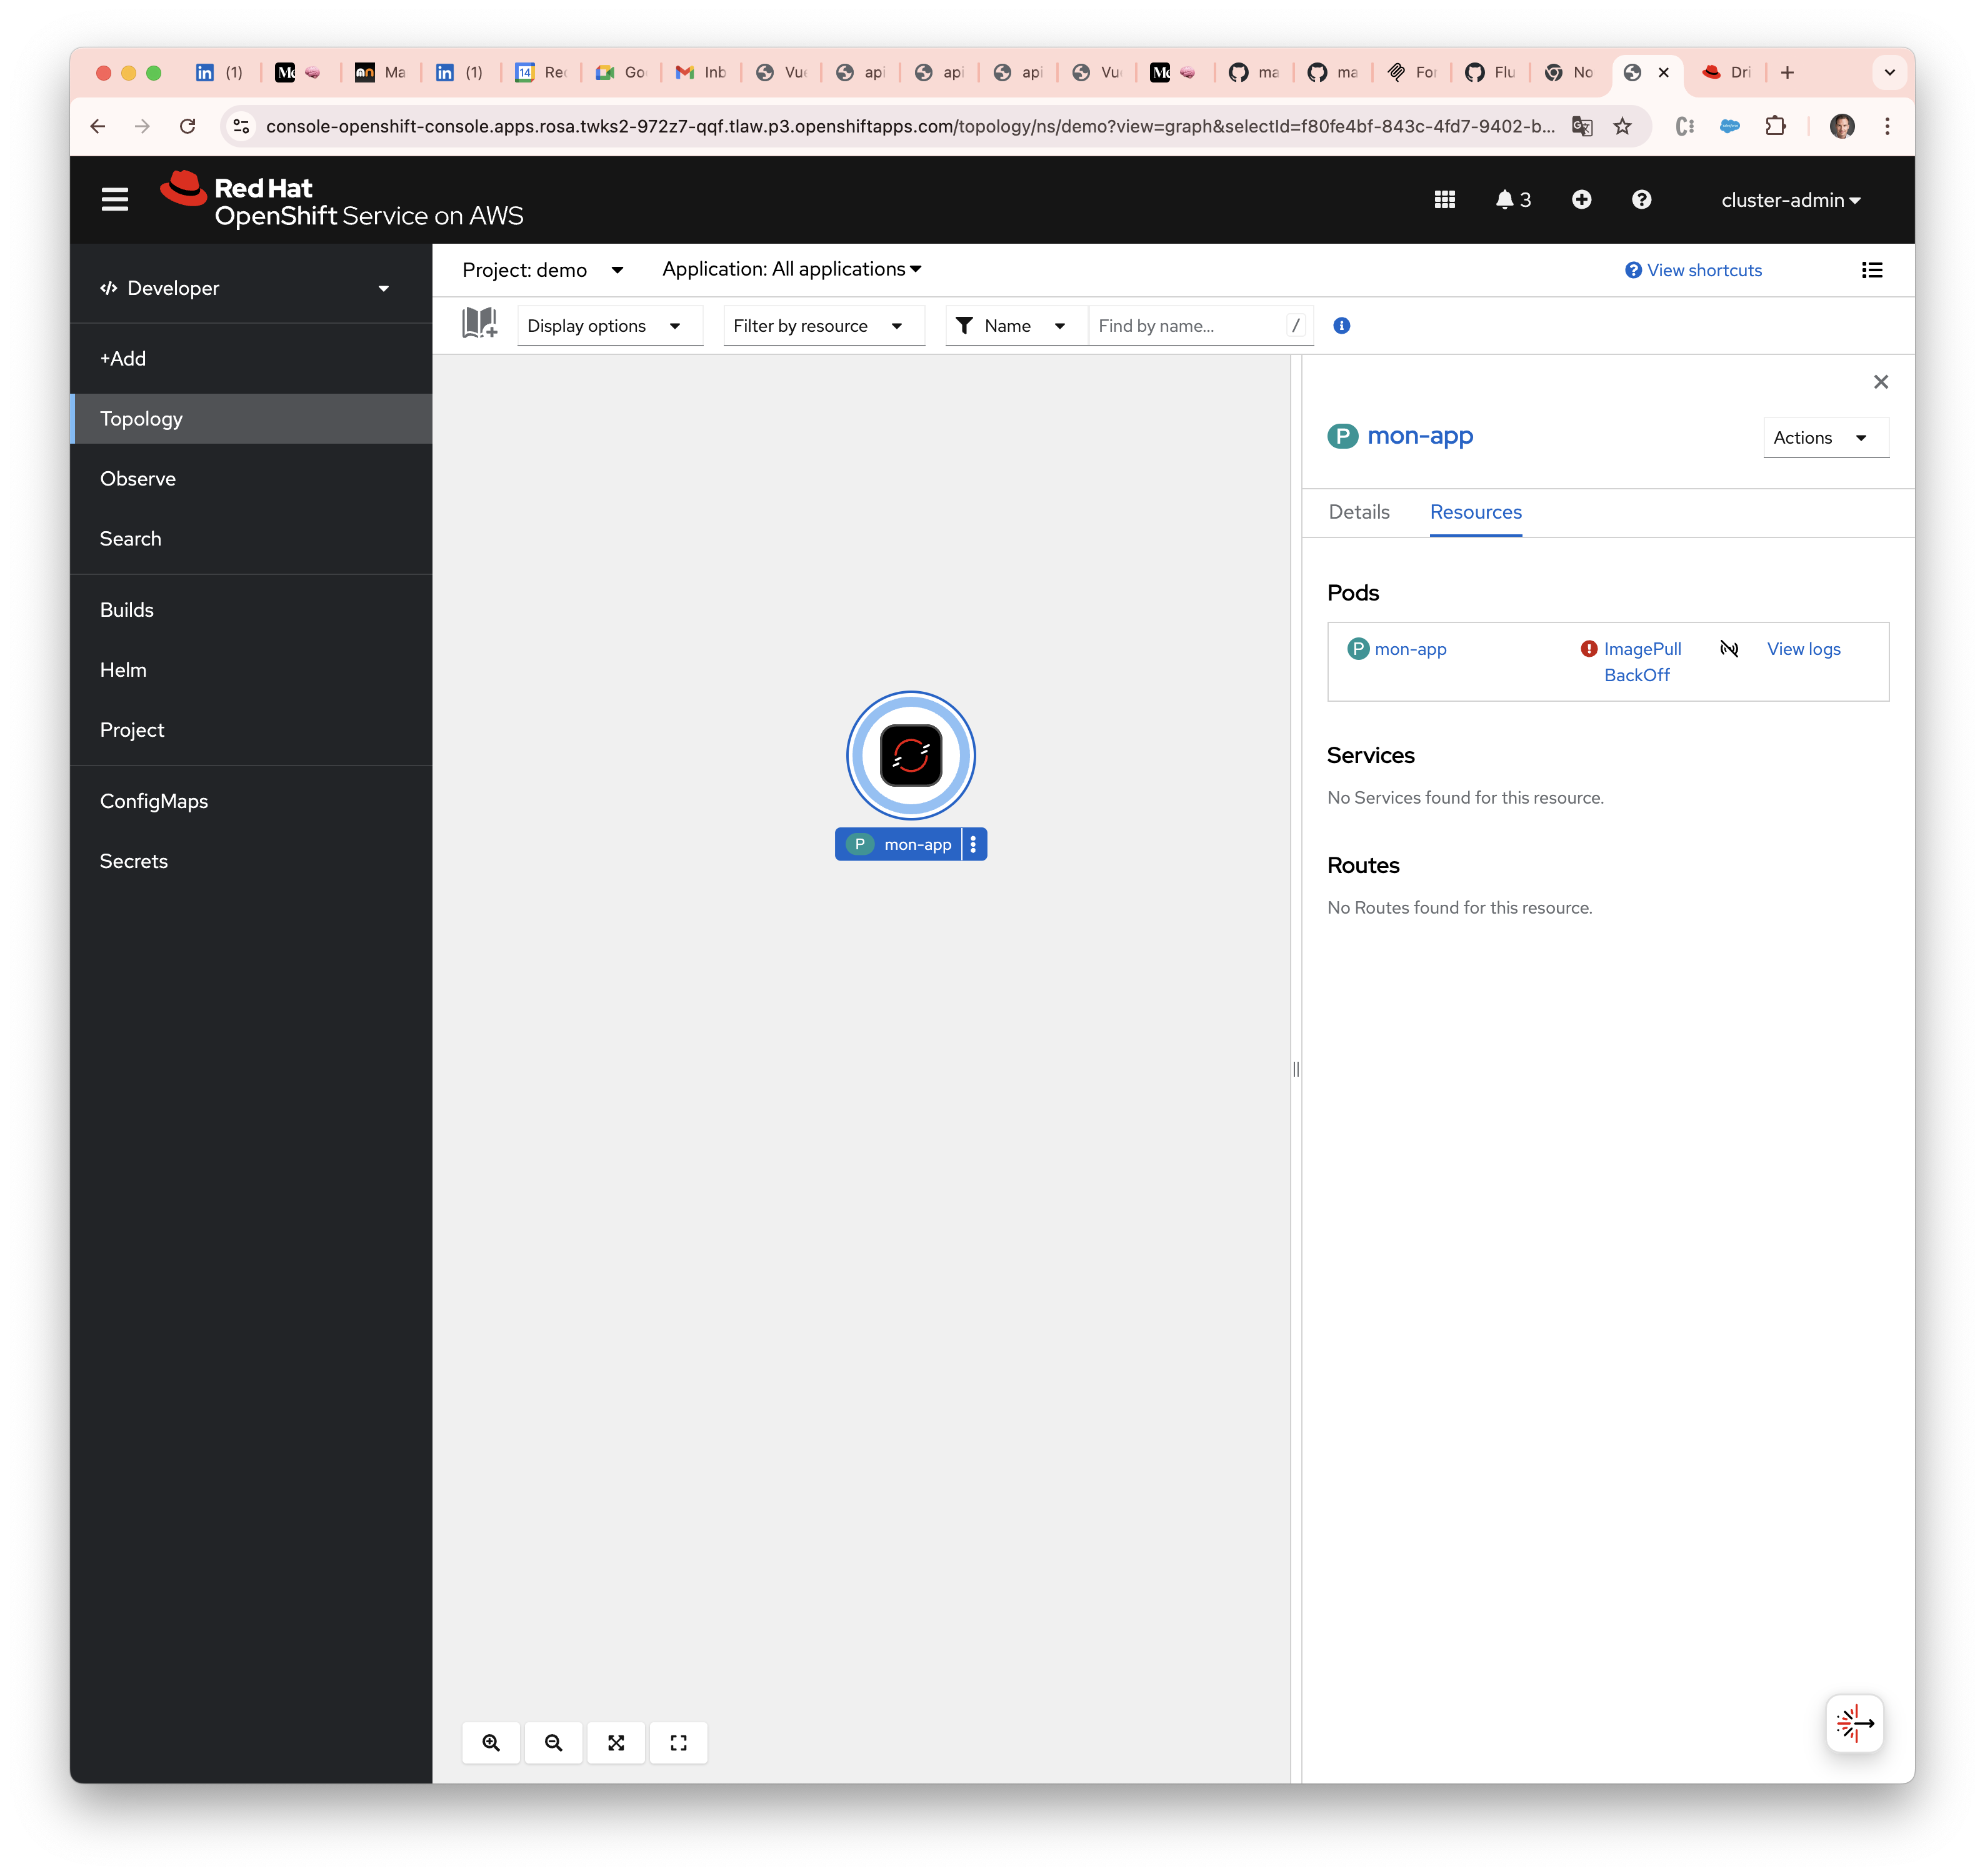 (1)
Ma
(1)
14
Rec
Go
Inb
Vu
api
api
api
Vu
ma
ma
For
Flu
No
Dri
console-openshift-console.apps.rosa.twks2-972z7-qqf.tlaw.p3.openshiftapps.com/topology/ns/demo?view=graph&selectId=f80fe4bf-843c-4fd7-9402-b...
Red Hat
OpenShift Service on AWS
3
cluster-admin
Developer
+Add
Topology
Observe
Search
Builds
Helm
Project
ConfigMaps
Secrets
Project: demo
Application: All applications
View shortcuts
Display options
Filter by resource
Name
Find by name...
/
P mon-app
P mon-app
Actions
Details
Resources
Pods
P mon-app
ImagePull
BackOff
View logs
Services
No Services found for this resource.
Routes
No Routes found for this resource.